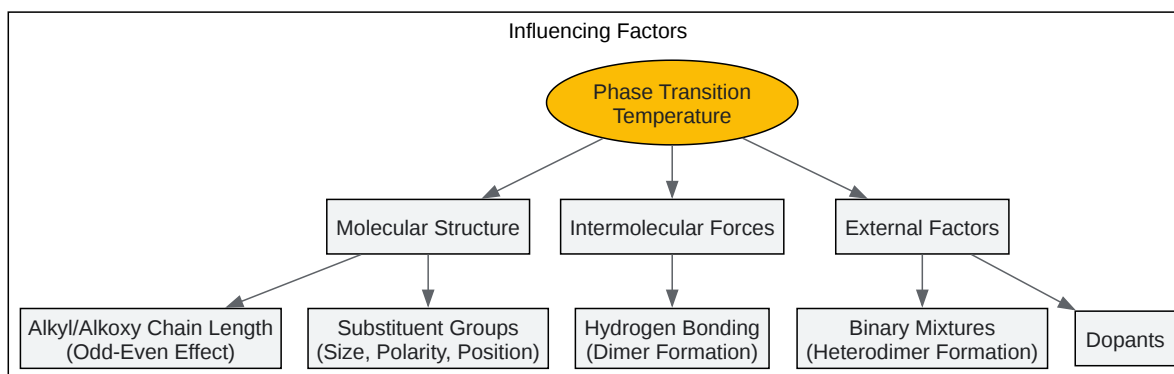 Influencing Factors
Phase Transition
Temperature
Molecular Structure
Intermolecular Forces
External Factors
Alkyl/Alkoxy Chain Length
(Odd-Even Effect)
Substituent Groups
(Size, Polarity, Position)
Hydrogen Bonding
(Dimer Formation)
Binary Mixtures
(Heterodimer Formation)
Dopants